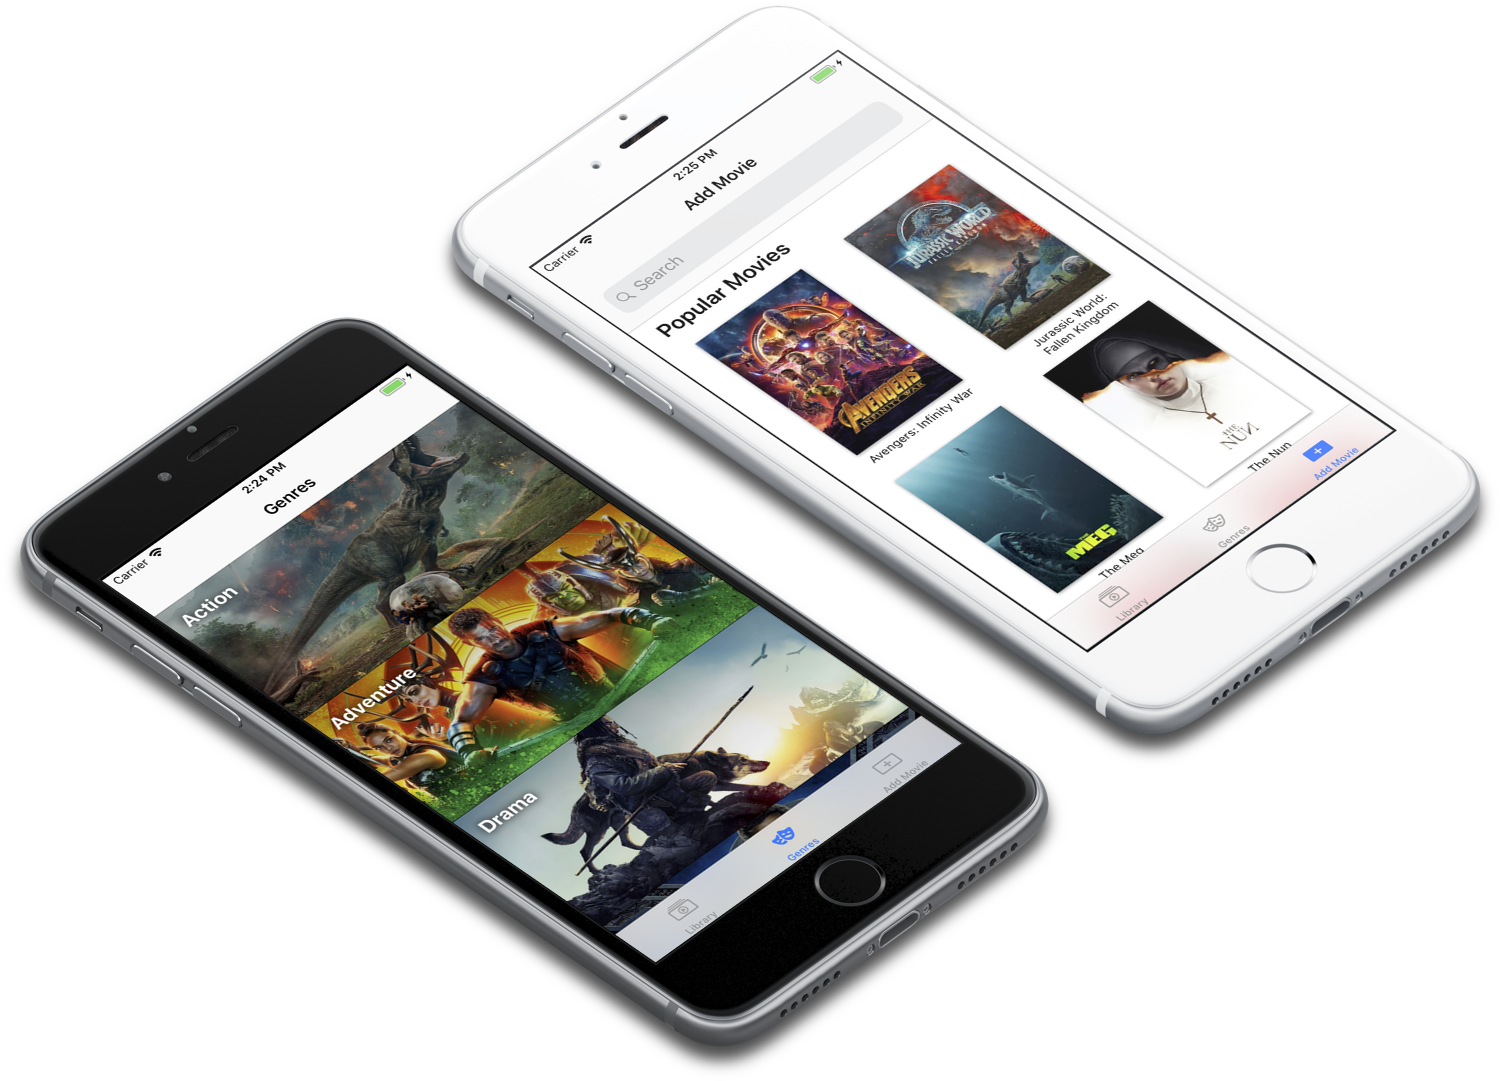 Carrier
2:24 PM
Genres
Action
Adventure
Drama
Library
Genres
Add Movie
Carrier
2:25 PM
Add Movie
Search
Popular Movies
AVENGERS
INFINITY WAR
Avengers: Infinity War
JURASSIC WORLD
FALLEN KINGDOM
Jurassic World:
Fallen Kingdom
MEG
The Meg
THE
NUN
The Nun
Library
Genres
Add Movie